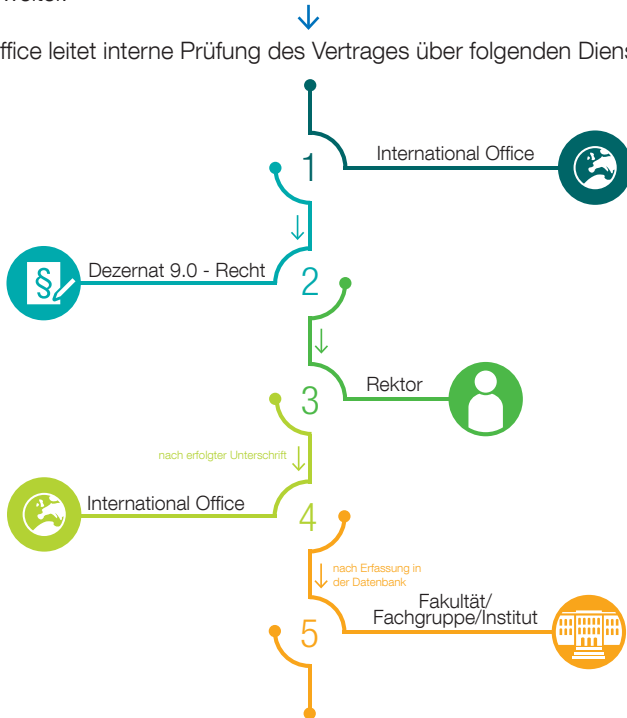 ffice leitet interne Prüfung des Vertrages über folgenden Diens
1
International Office
§
Dezernat 9.0 - Recht
2
Rektor
3
nach erfolgter Unterschrift
International Office
4
nach Erfassung in
der Datenbank
Fakultät/
Fachgruppe/Institut
5